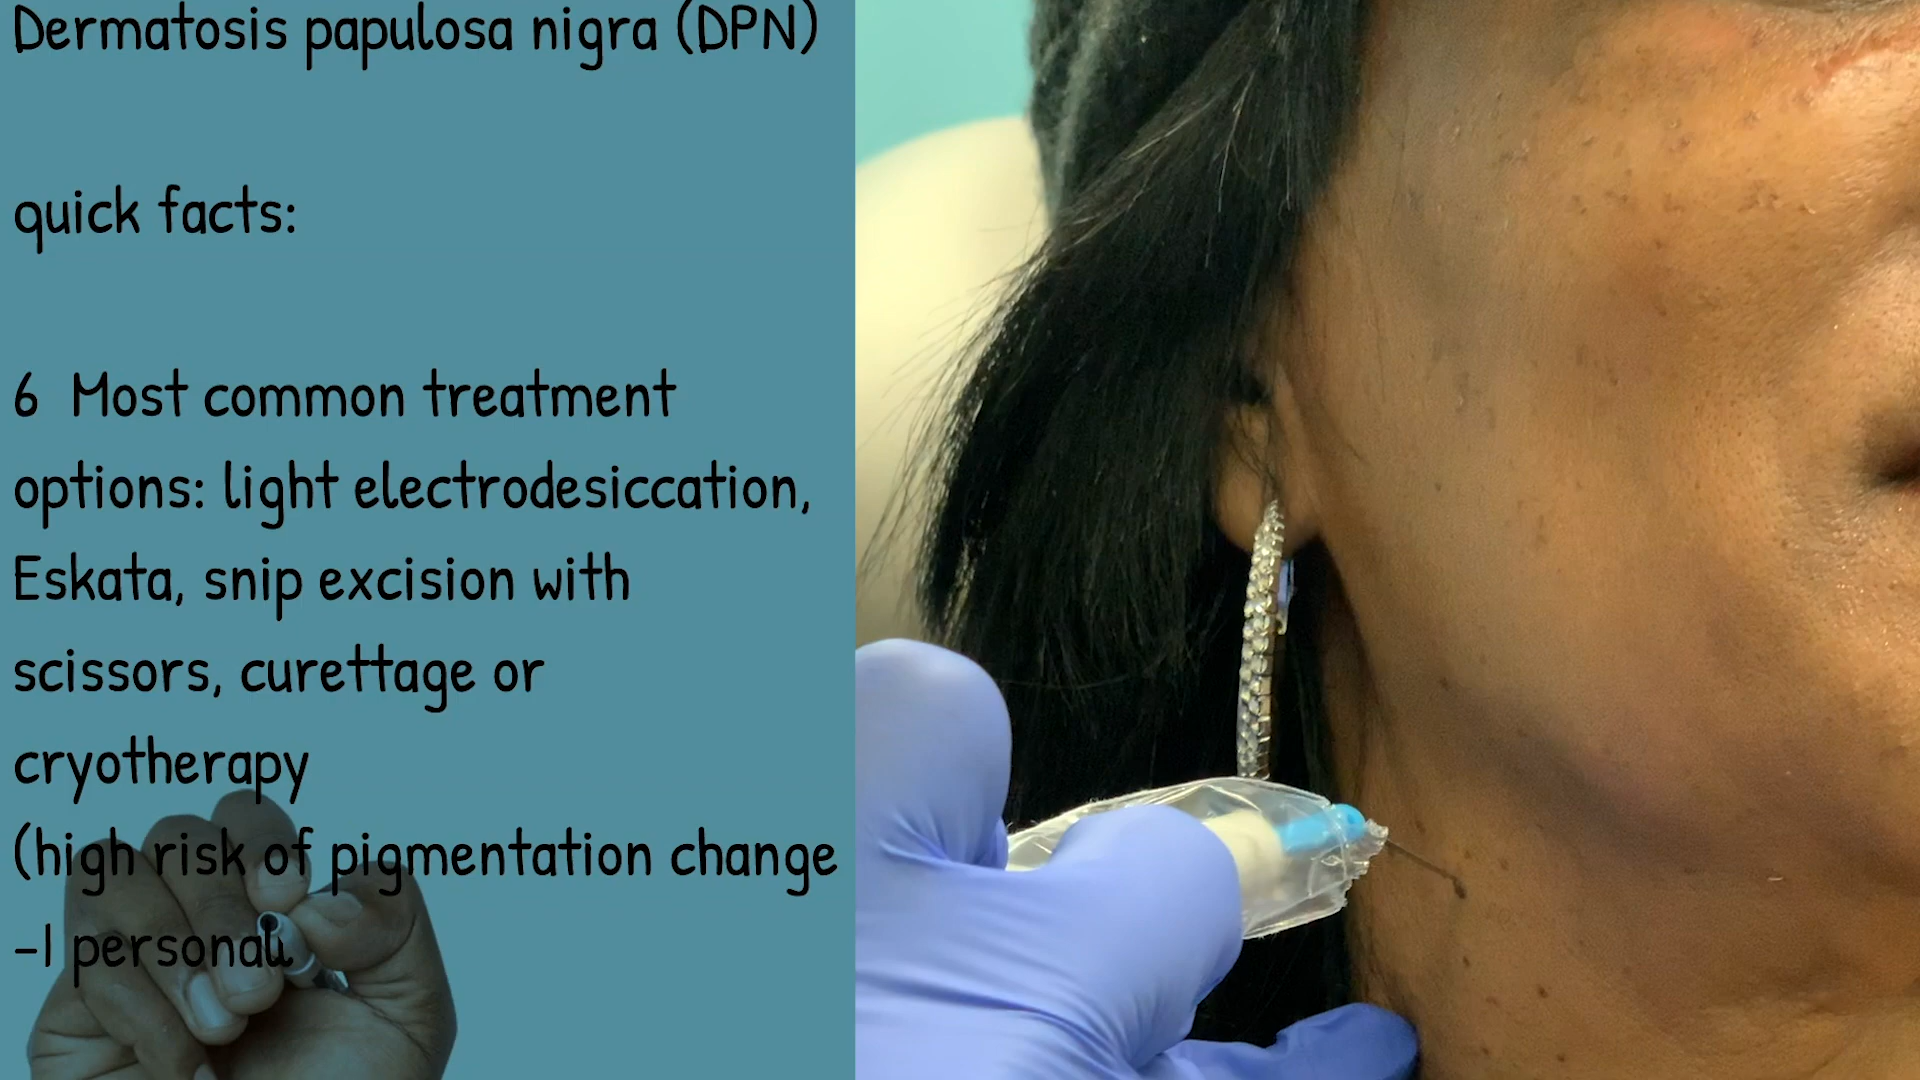 Dermatosis papulosa nigra (DPN)
quick facts:
6 Most common treatment
options: light electrodesiccation,
Eskata, snip excision with
scissors, curettage or
cryotherapy
(high risk of pigmentation change
-I personall